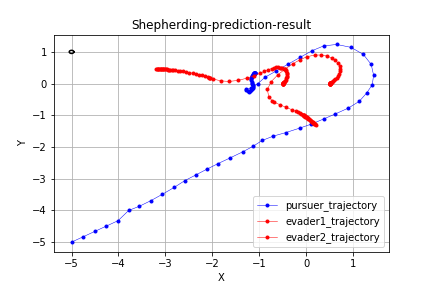 Shepherding-prediction-result
Y
1
0
−1
−2
−3
−4
−5
pursuer_trajectory
evader1_trajectory
evader2_trajectory
−5 −4 −3 −2 −1 0 1
X